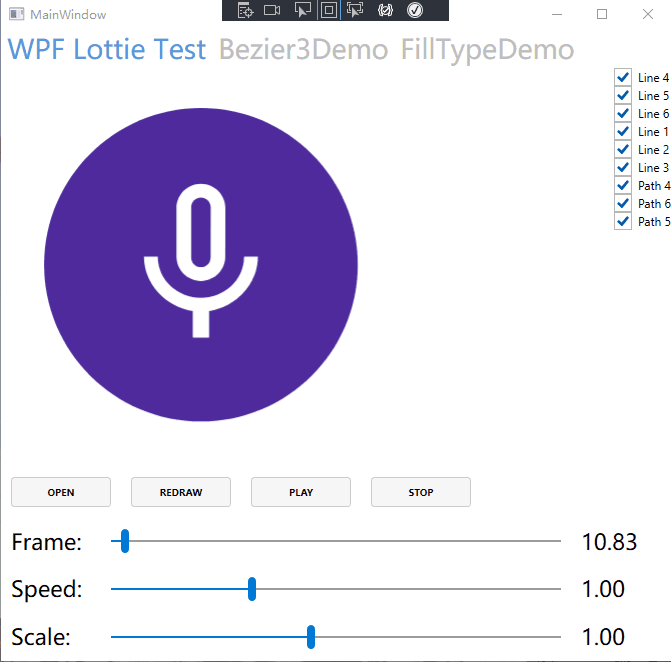 MainWindow
WPF Lottie Test Bezier3Demo FillTypeDemo
Line 4
Line 5
Line 6
Line 1
Line 2
Line 3
Path 4
Path 6
Path 5
OPEN REDRAW PLAY STOP
Frame: 10.83
Speed: 1.00
Scale: 1.00